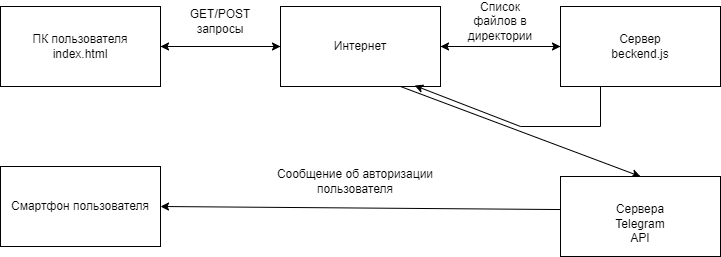 GET/POST
запросы
Список
файлов в
директории
ПК пользователя
index.html
Интернет
Сервер
beckend.js
Сообщение об авторизации
пользователя
Смартфон пользователя
Сервера
Telegram
API